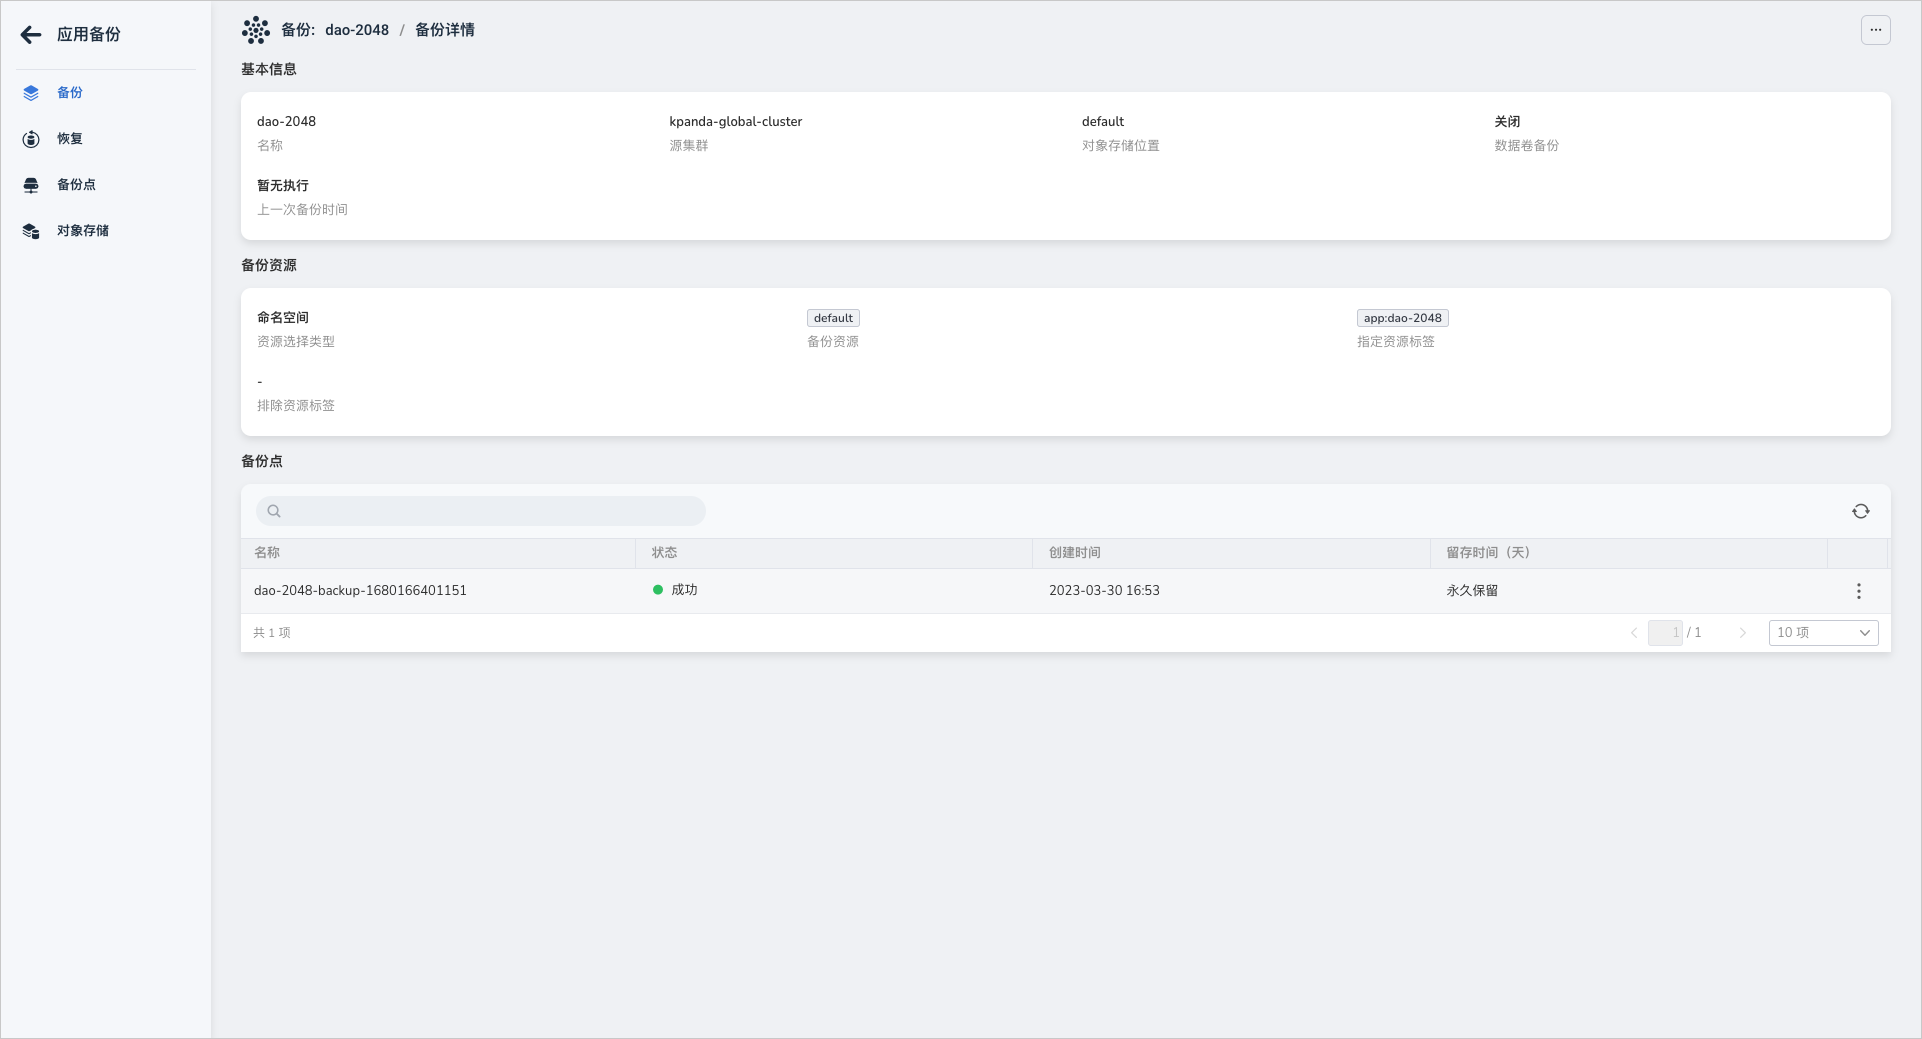 应用备份
备份
恢复
备份点
对象存储
备份: dao-2048 / 备份详情
基本信息
dao-2048 kpanda-global-cluster default 关闭
名称 源集群 对象存储位置 数据卷备份
暂无执行
上一次备份时间
备份资源
命名空间 default app:dao-2048
资源选择类型 备份资源 指定资源标签
-
排除资源标签
备份点
名称 状态 创建时间 留存时间（天）
dao-2048-backup-1680166401151 成功 2023-03-30 16:53 永久保留
共 1 项 1 / 1 10 项